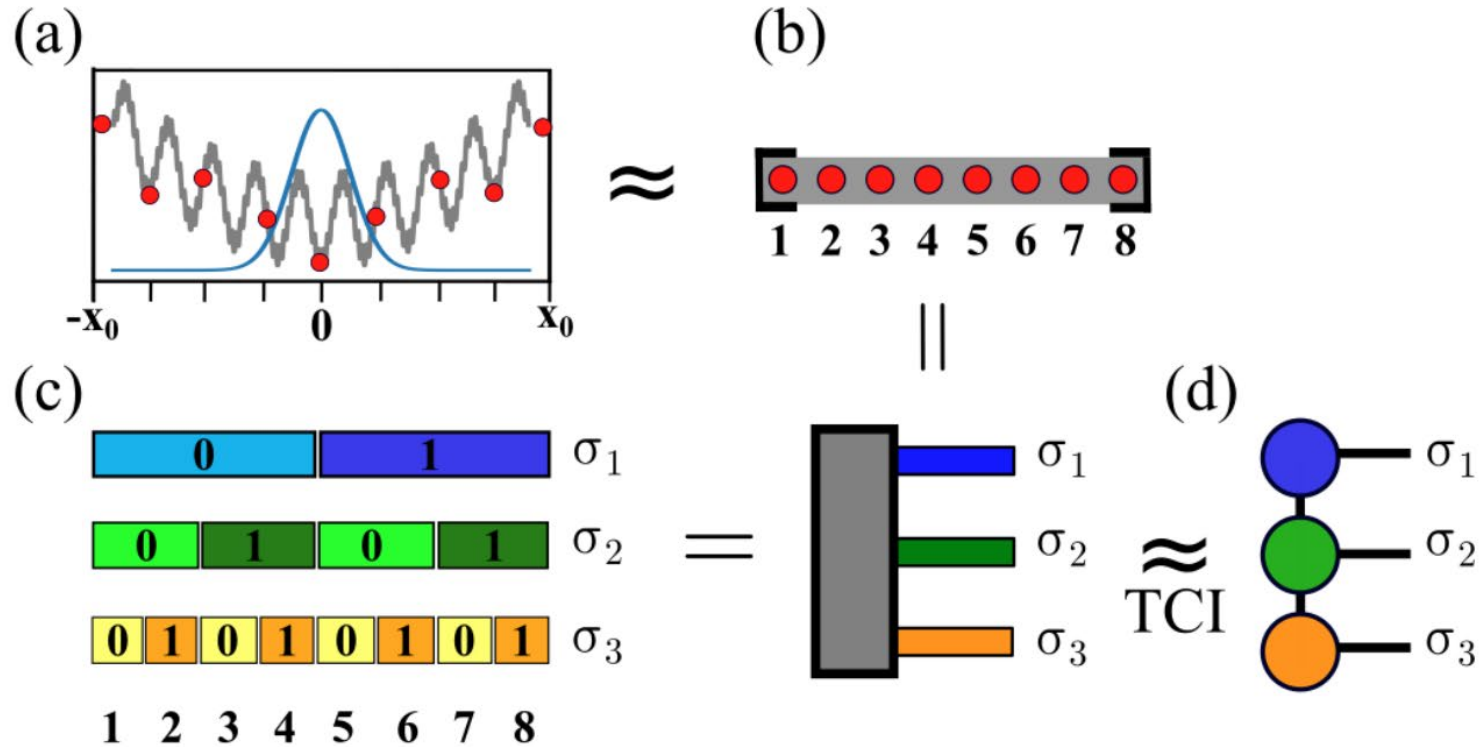 (a)
-x₀ 0 x₀
(b)
≈
1 2 3 4 5 6 7 8
=
(c)
0 1 σ₁
0 1 0 1 σ₂
0 1 0 1 0 1 0 1 σ₃
1 2 3 4 5 6 7 8
=
σ₁
σ₂
σ₃
≈
TCI
(d)
σ₁
σ₂
σ₃